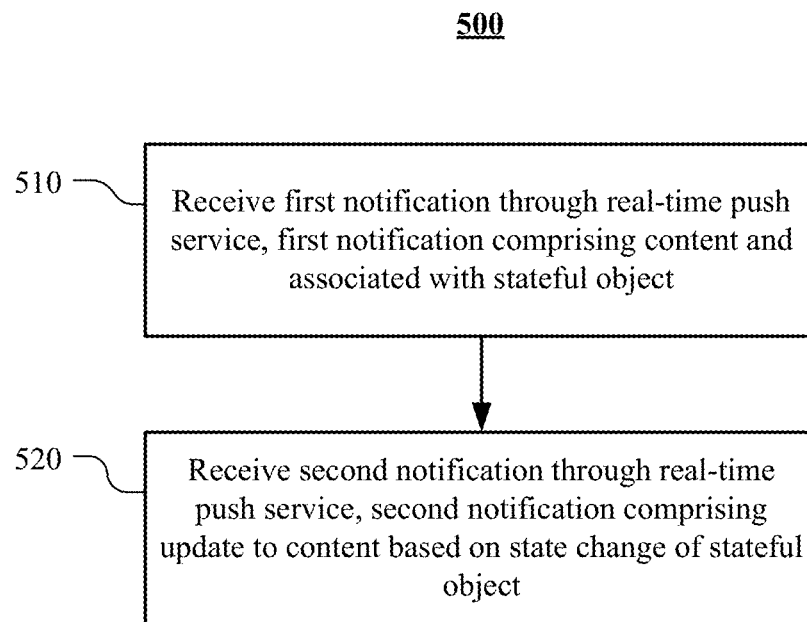 500
510
Receive first notification through real-time push
service, first notification comprising content and
associated with stateful object
520
Receive second notification through real-time
push service, second notification comprising
update to content based on state change of stateful
object